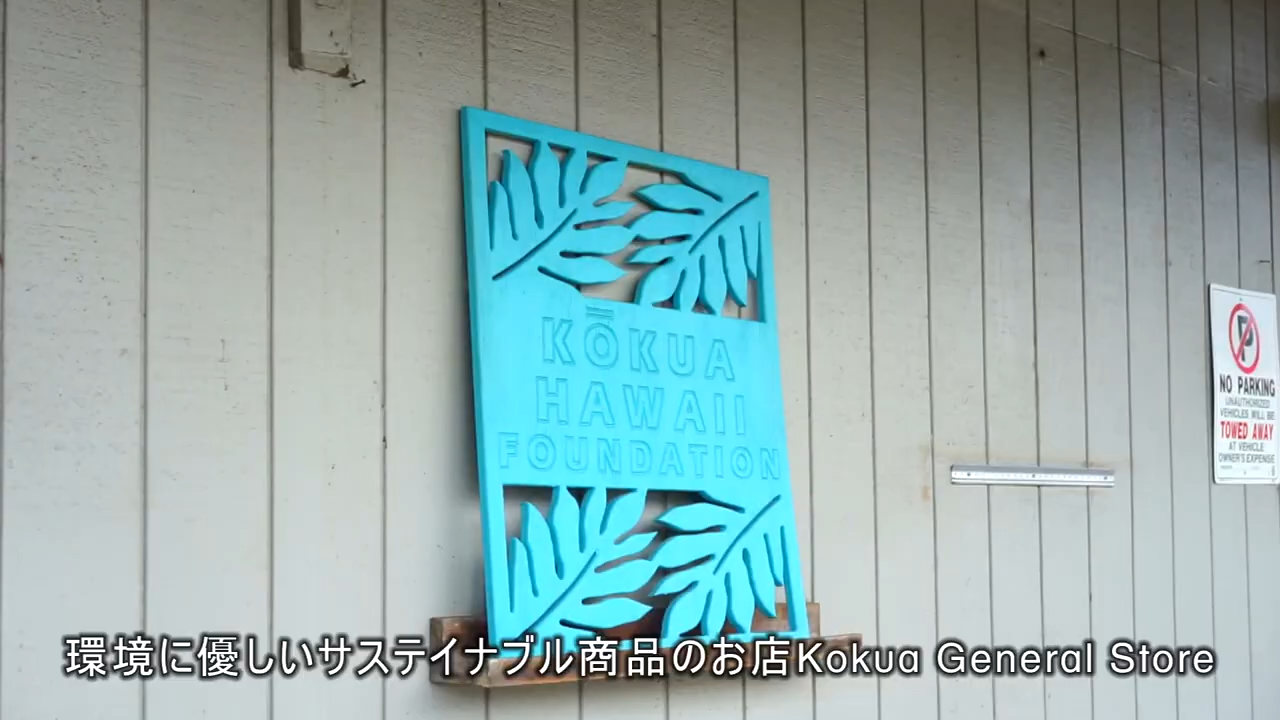 KŌKUA
HAWAII
FOUNDATION
NO PARKING
UNAUTHORIZED
VEHICLES WILL BE
TOWED AWAY
AT VEHICLE
OWNER'S EXPENSE
環境に優しいサステイナブル商品のお店Kokua General Store